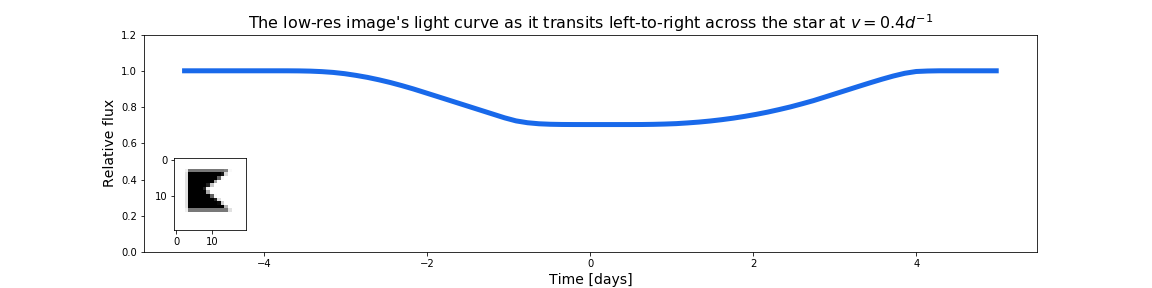 The low-res image's light curve as it transits left-to-right across the star at v = 0.4d⁻¹
1.2
1.0
0.8
0.6
0.4
0.2
0.0
Relative flux
0
10
0 10
−4 −2 0 2 4
Time [days]